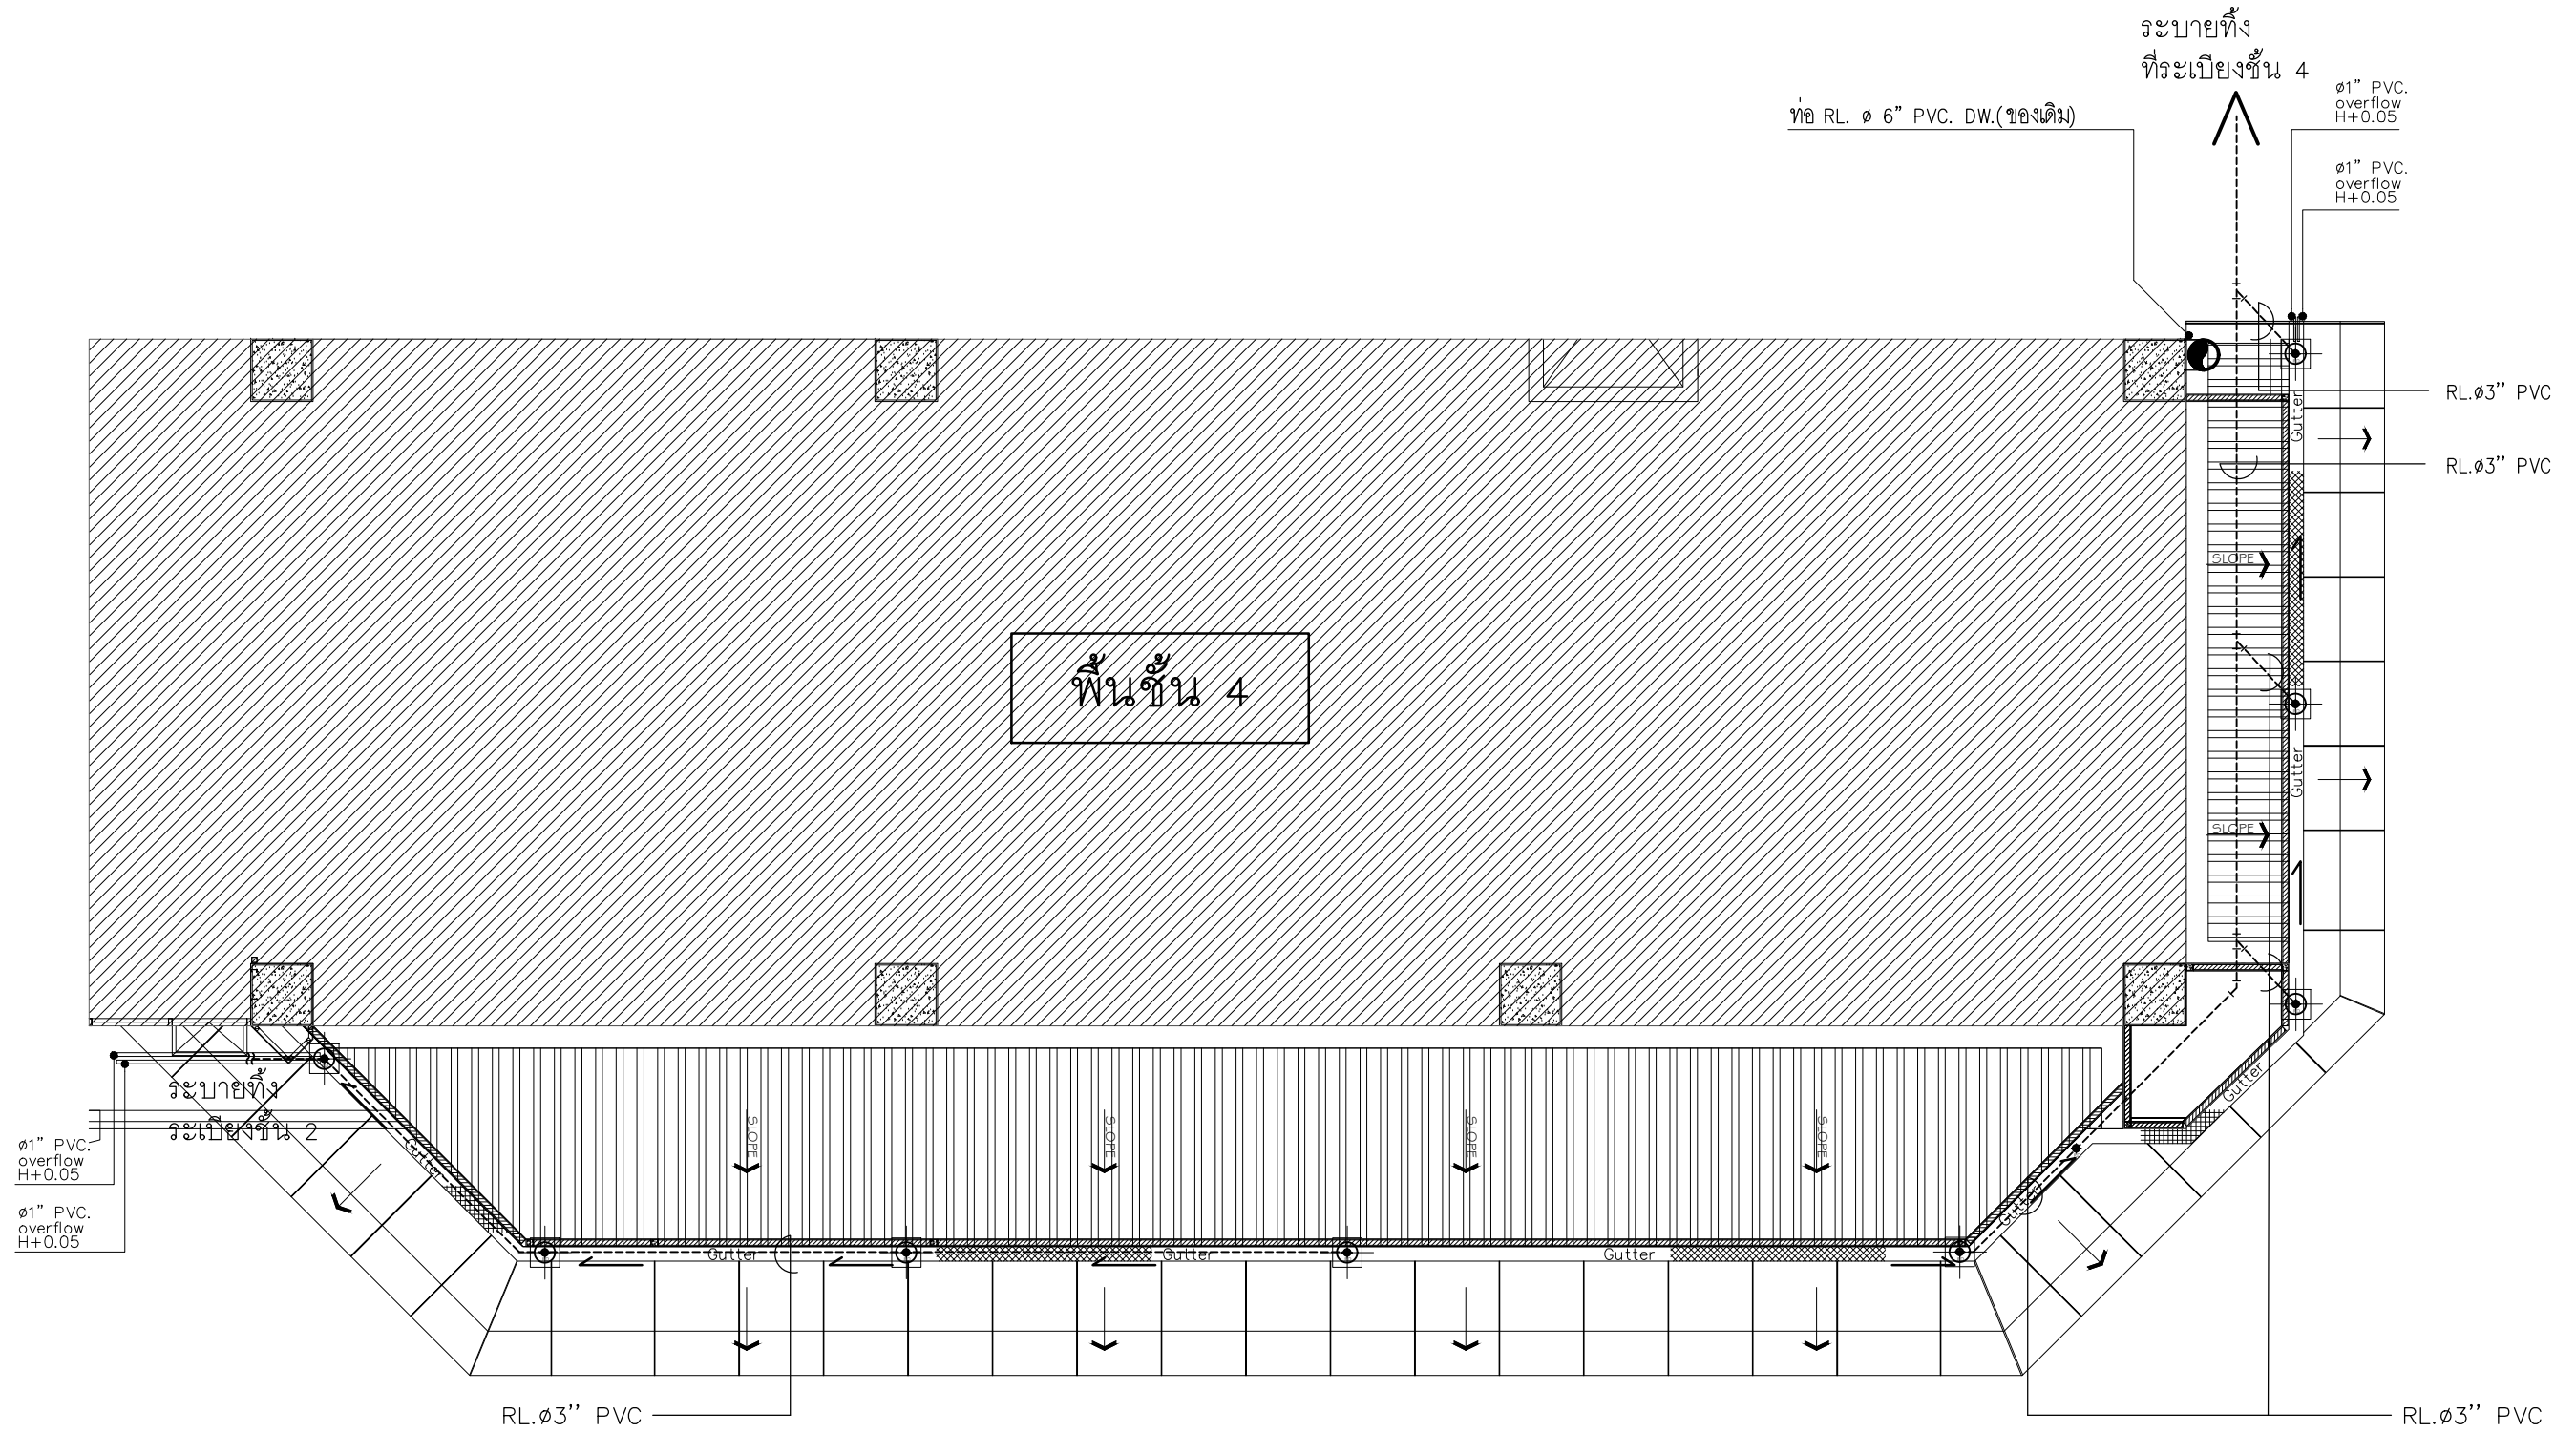 ระบายทิ้ง
ที่ระเบียงชั้น 4
ø1” PVC.
overflow
H+0.05
ท่อ RL. ø 6” PVC. DW.(ของเดิม)
ø1” PVC.
overflow
H+0.05
RL.ø3’’ PVC
Gutter
RL.ø3’’ PVC
SLOPE
พื้นชั้น 4
Gutter
SLOPE
ระบายทิ้ง
ระเบียงชั้น 2
Gutter
SLOPE
SLOPE
SLOPE
SLOPE
ø1” PVC.
overflow
H+0.05
Gutter
Gutter
ø1” PVC.
overflow
H+0.05
Gutter
Gutter
Gutter
RL.ø3’’ PVC
RL.ø3’’ PVC